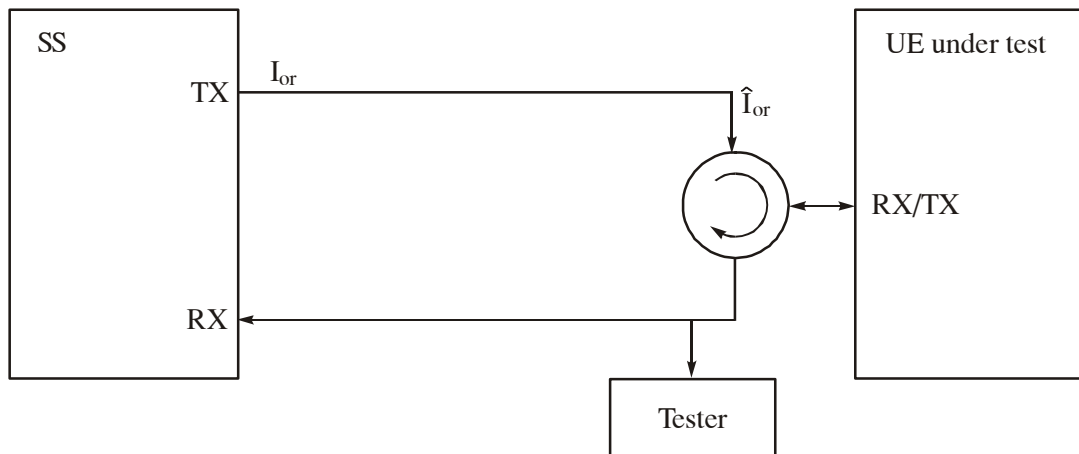 SS
UE under test
TX
I_or
Î_or
RX/TX
RX
Tester